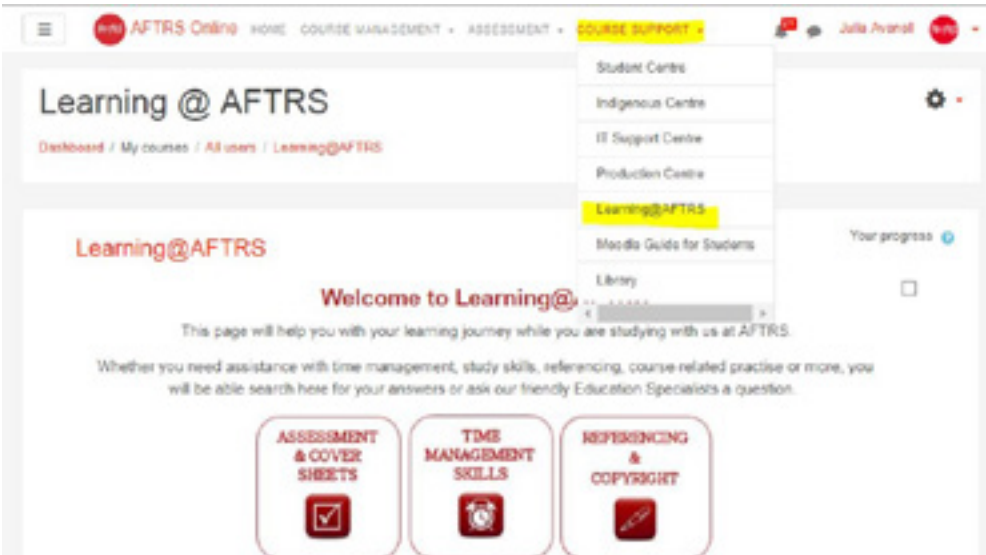 AFTRS Online HOME COURSE MANAGEMENT ASSESSMENT COURSE SUPPORT Julia
Student Centre
Learning @ AFTRS
Indigenous Centre
IT Support Centre
Dashboard / My courses / All users / Learning@AFTRS
Production Centre
Learning@AFTRS
Moodle Guide for Students
Library
Learning@AFTRS
Your progress
Welcome to Learning@
This page will help you with your learning journey while you are studying with us at AFTRS.
Whether you need assistance with time management, study skills, referencing, course related practise or more, you
will be able search here for your answers or ask our friendly Education Specialists a question.
ASSESSMENT
& COVER
SHEETS
TIME
MANAGEMENT
SKILLS
REFERENCING
&
COPYRIGHT